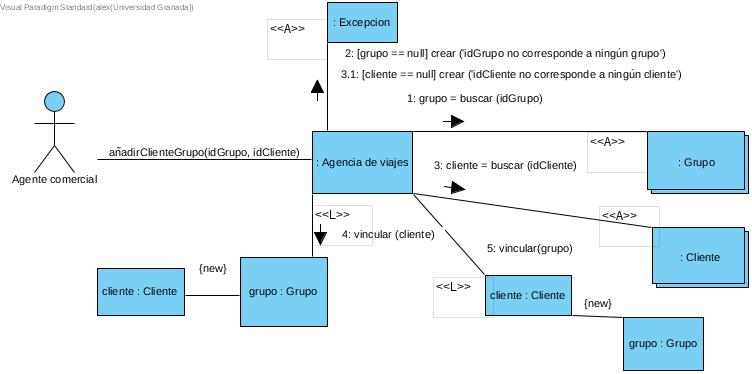 Visual Paradigm Standard(alex(Universidad Granada))
<<A>>
: Excepcion
2: [grupo == null] crear ('idGrupo no corresponde a ningún grupo')
3.1: [cliente == null] crear ('idCliente no corresponde a ningún cliente')
1: grupo = buscar (idGrupo)
añadirClienteGrupo(idGrupo, idCliente)
: Agencia de viajes
<<A>>
: Grupo
3: cliente = buscar (idCliente)
Agente comercial
<<L>>
<<A>>
4: vincular (cliente)
5: vincular(grupo)
: Cliente
{new}
cliente : Cliente
grupo : Grupo
<<L>>
cliente : Cliente
{new}
grupo : Grupo